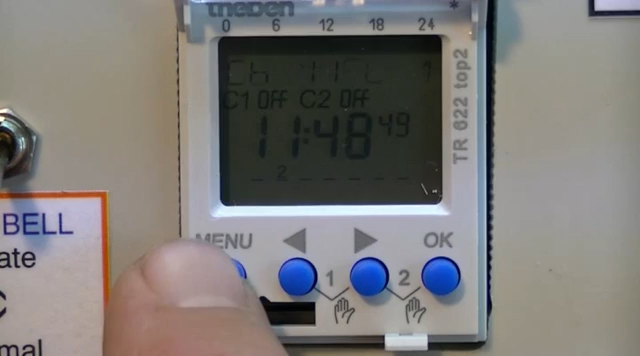 theben
0 6 12 18 24
C1 Off C2 Off
11:48 49
2
TR 622 top2
MENU OK
1 2
BELL
ate
C
mal